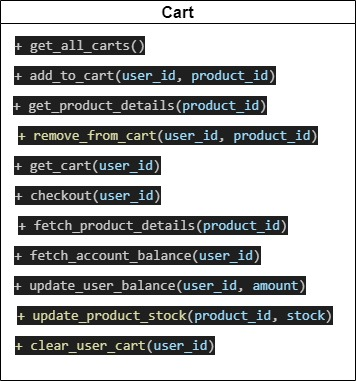 Cart
+ get_all_carts()
+ add_to_cart(user_id, product_id)
+ get_product_details(product_id)
+ remove_from_cart(user_id, product_id)
+ get_cart(user_id)
+ checkout(user_id)
+ fetch_product_details(product_id)
+ fetch_account_balance(user_id)
+ update_user_balance(user_id, amount)
+ update_product_stock(product_id, stock)
+ clear_user_cart(user_id)